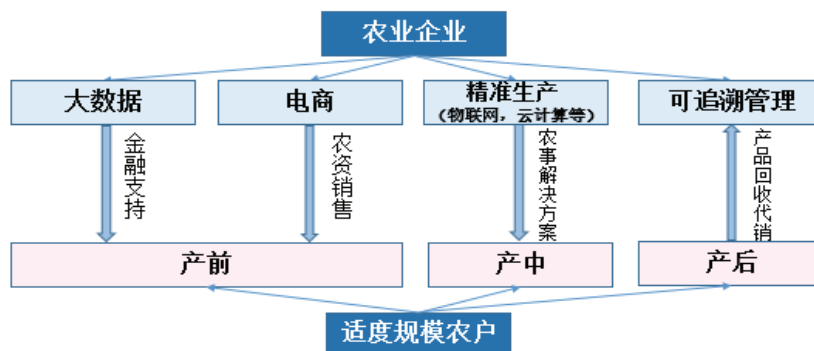 农业企业
大数据
电商
精准生产
（物联网，云计算等）
可追溯管理
金融支持
农资销售
农事解决方案
产品回收代销
产前
产中
产后
适度规模农户